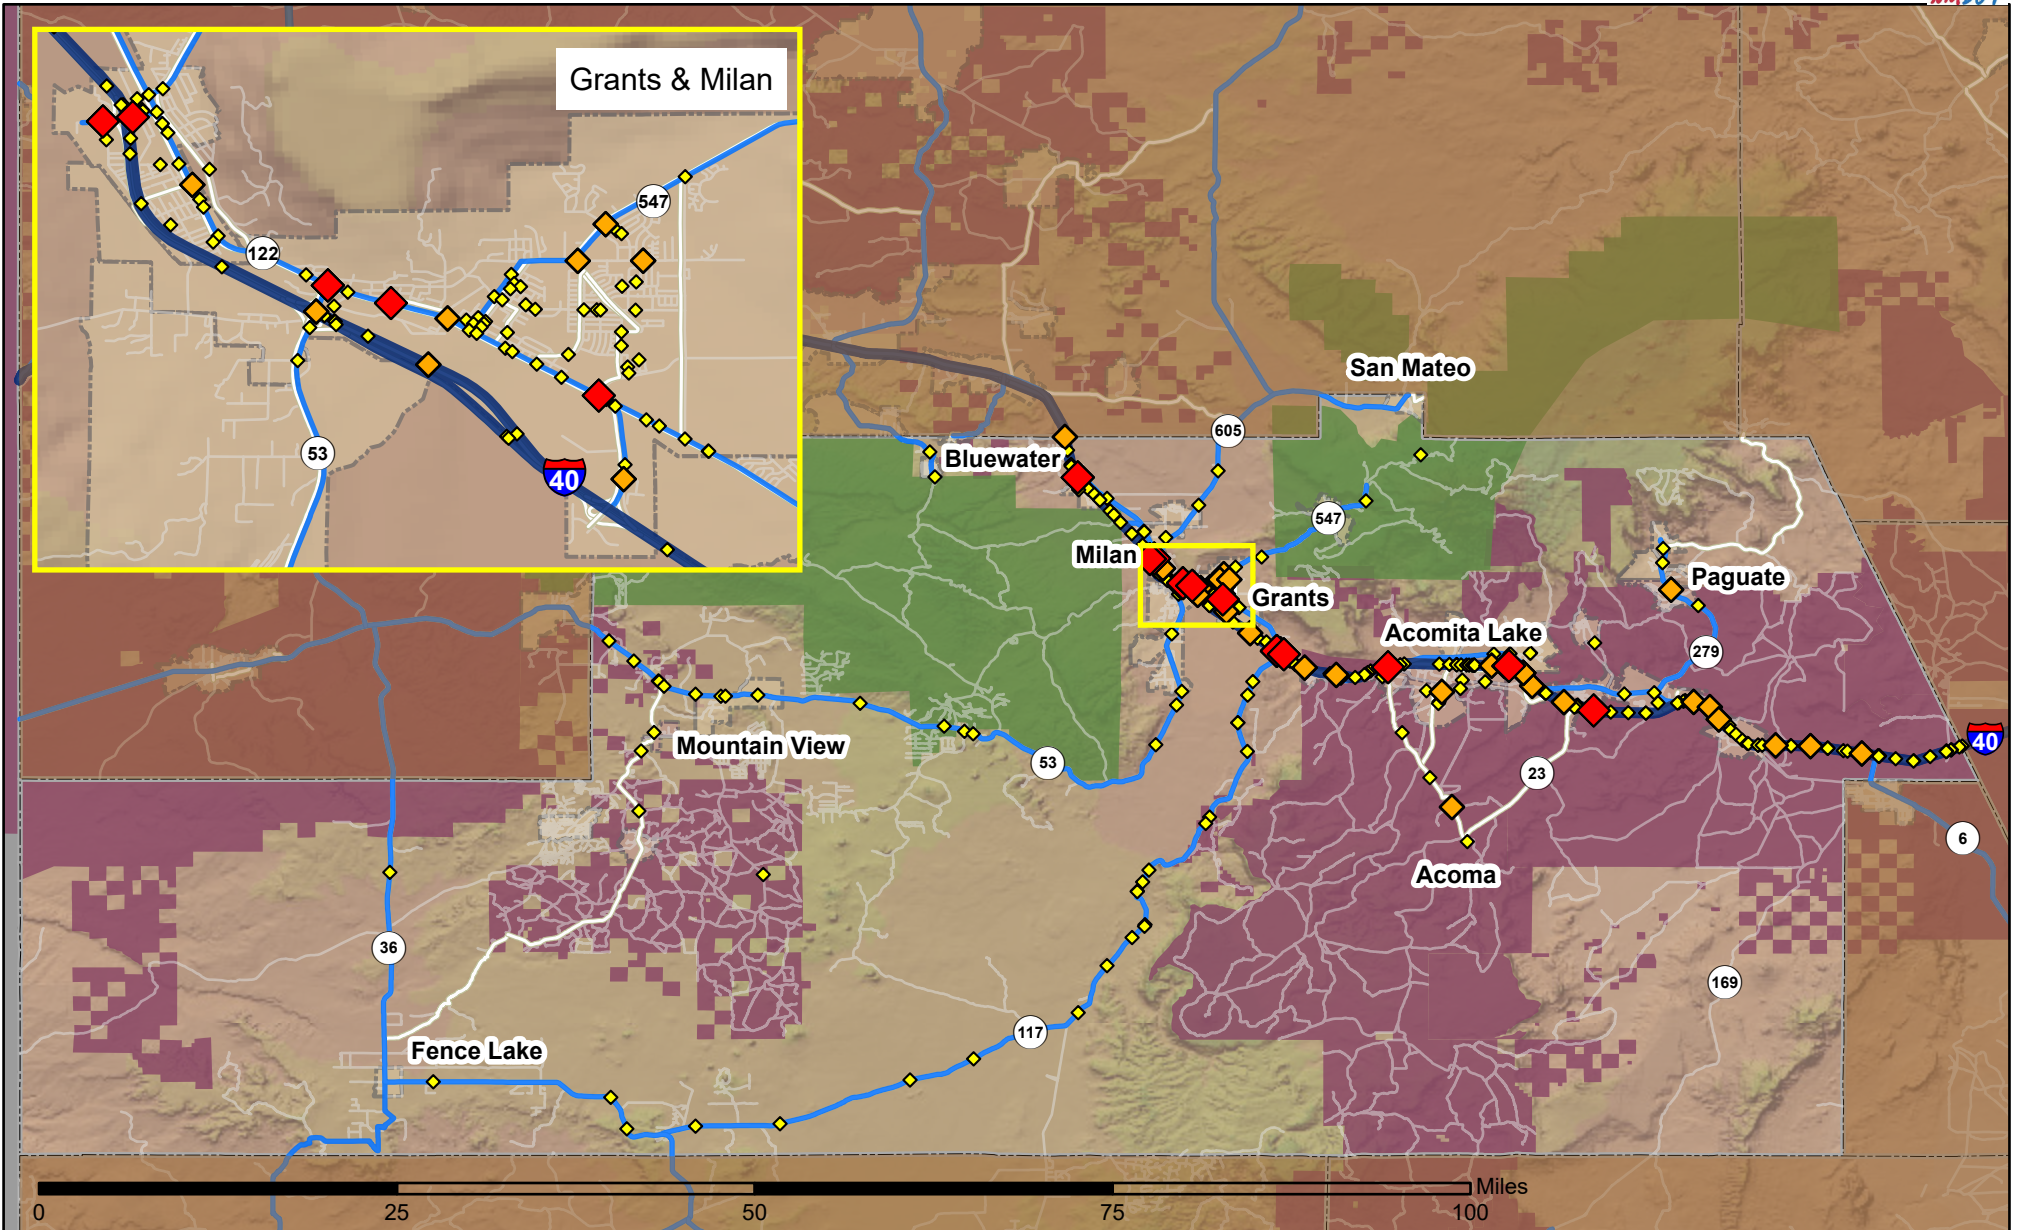 Grants & Milan
547
122
53
40
San Mateo
605
Bluewater
547
Milan
Paguate
Grants
Acomita Lake
279
Mountain View
53
23
40
6
Acoma
36
169
117
Fence Lake
Miles
0 25 50 75 100